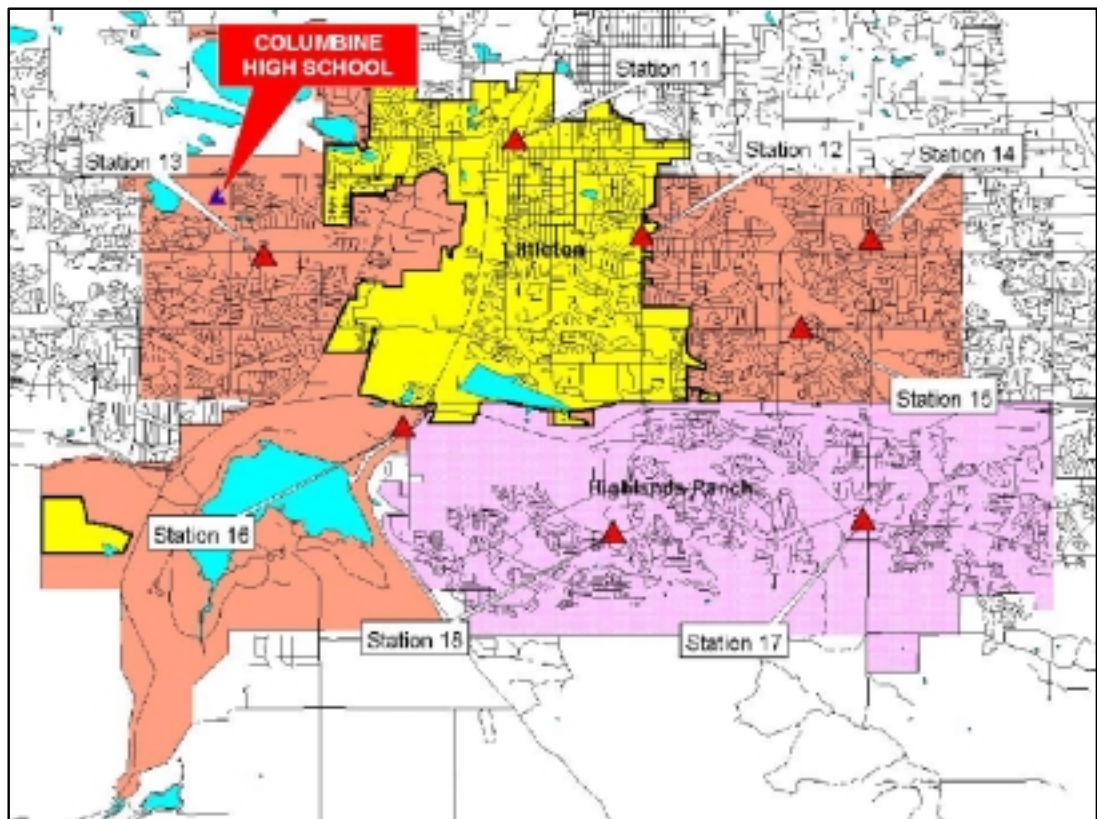 COLUMBINE
HIGH SCHOOL
Station 11
Station 12
Station 14
Station 13
Littleton
Station 15
Highlands Ranch
Station 16
Station 18
Station 17